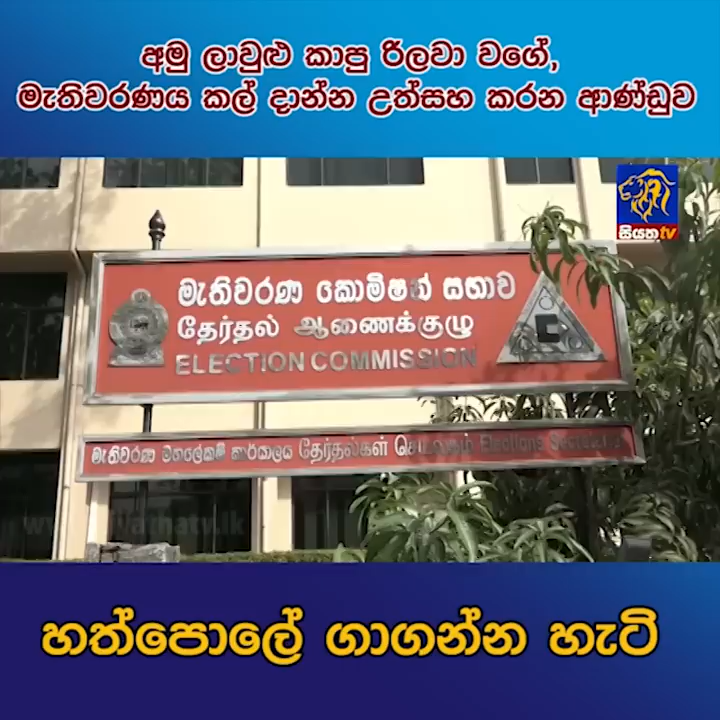 අමු ලාවුළු කාපු රිලවා වගේ,
මැතිවරණය කල් දාන්න උත්සහ කරන ආණ්ඩුව
සියත tv
මැතිවරණ කොමිෂන් සභාව
தேர்தல் ஆணைக்குழு
ELECTION COMMISSION
මැතිවරණ මහලේකම් කාර්යාලය தேர்தல்கள் செயலகம் Elections Secretariat
හත්පොලේ ගාගන්න හැටි